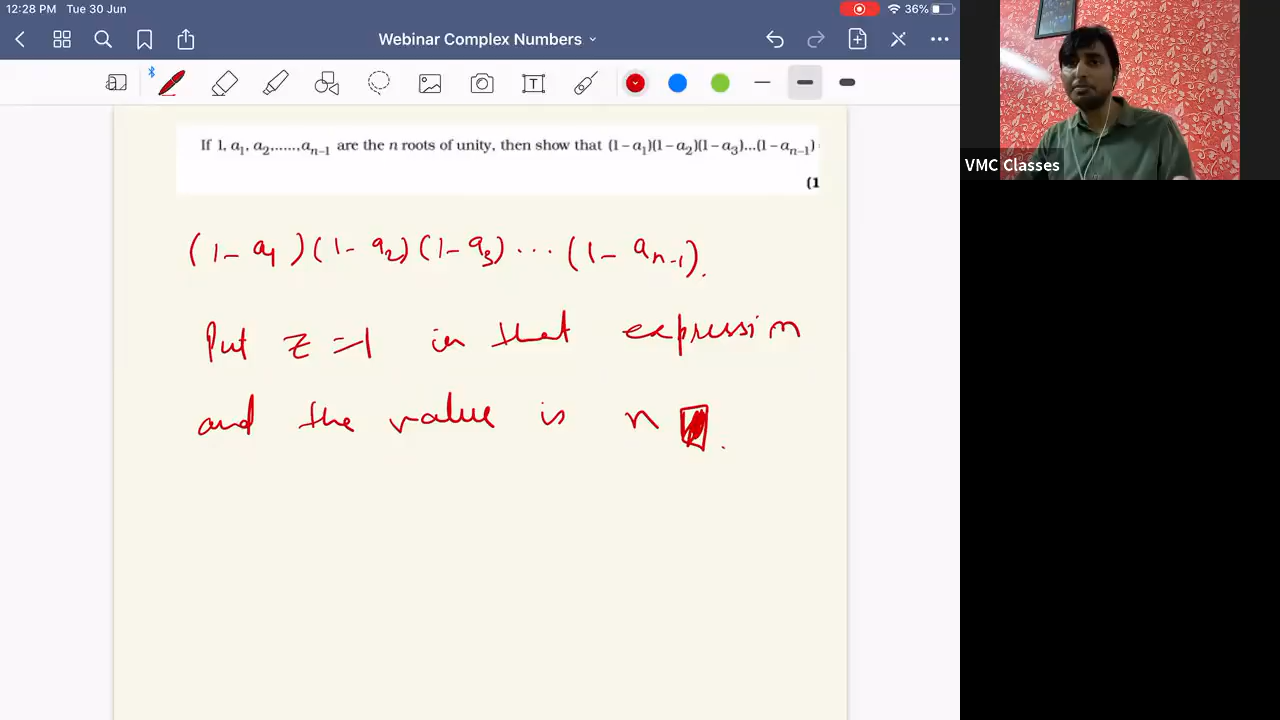 12:28 PM Tue 30 Jun
36%
Webinar Complex Numbers
T
VMC Classes
If 1, a₁, a₂,......,aₙ₋₁ are the n roots of unity, then show that (1−a₁)(1−a₂)(1−a₃)...(1−aₙ₋₁)
(1
(1- a₁)(1- a₂)(1- a₃) ... (1- aₙ₋₁).
Put z=1 in that expression
and the value is n .